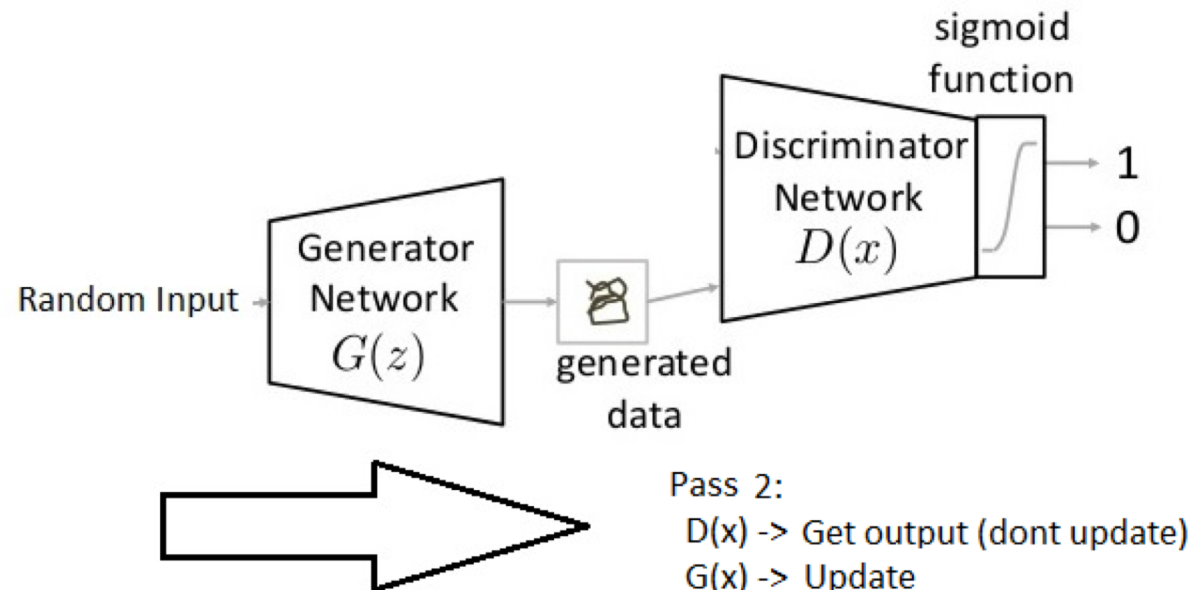 sigmoid
function
Discriminator
Network
D(x)
1
0
Generator
Network
G(z)
Random Input
generated
data
Pass 2:
D(x) -> Get output (dont update)
G(x) -> Update